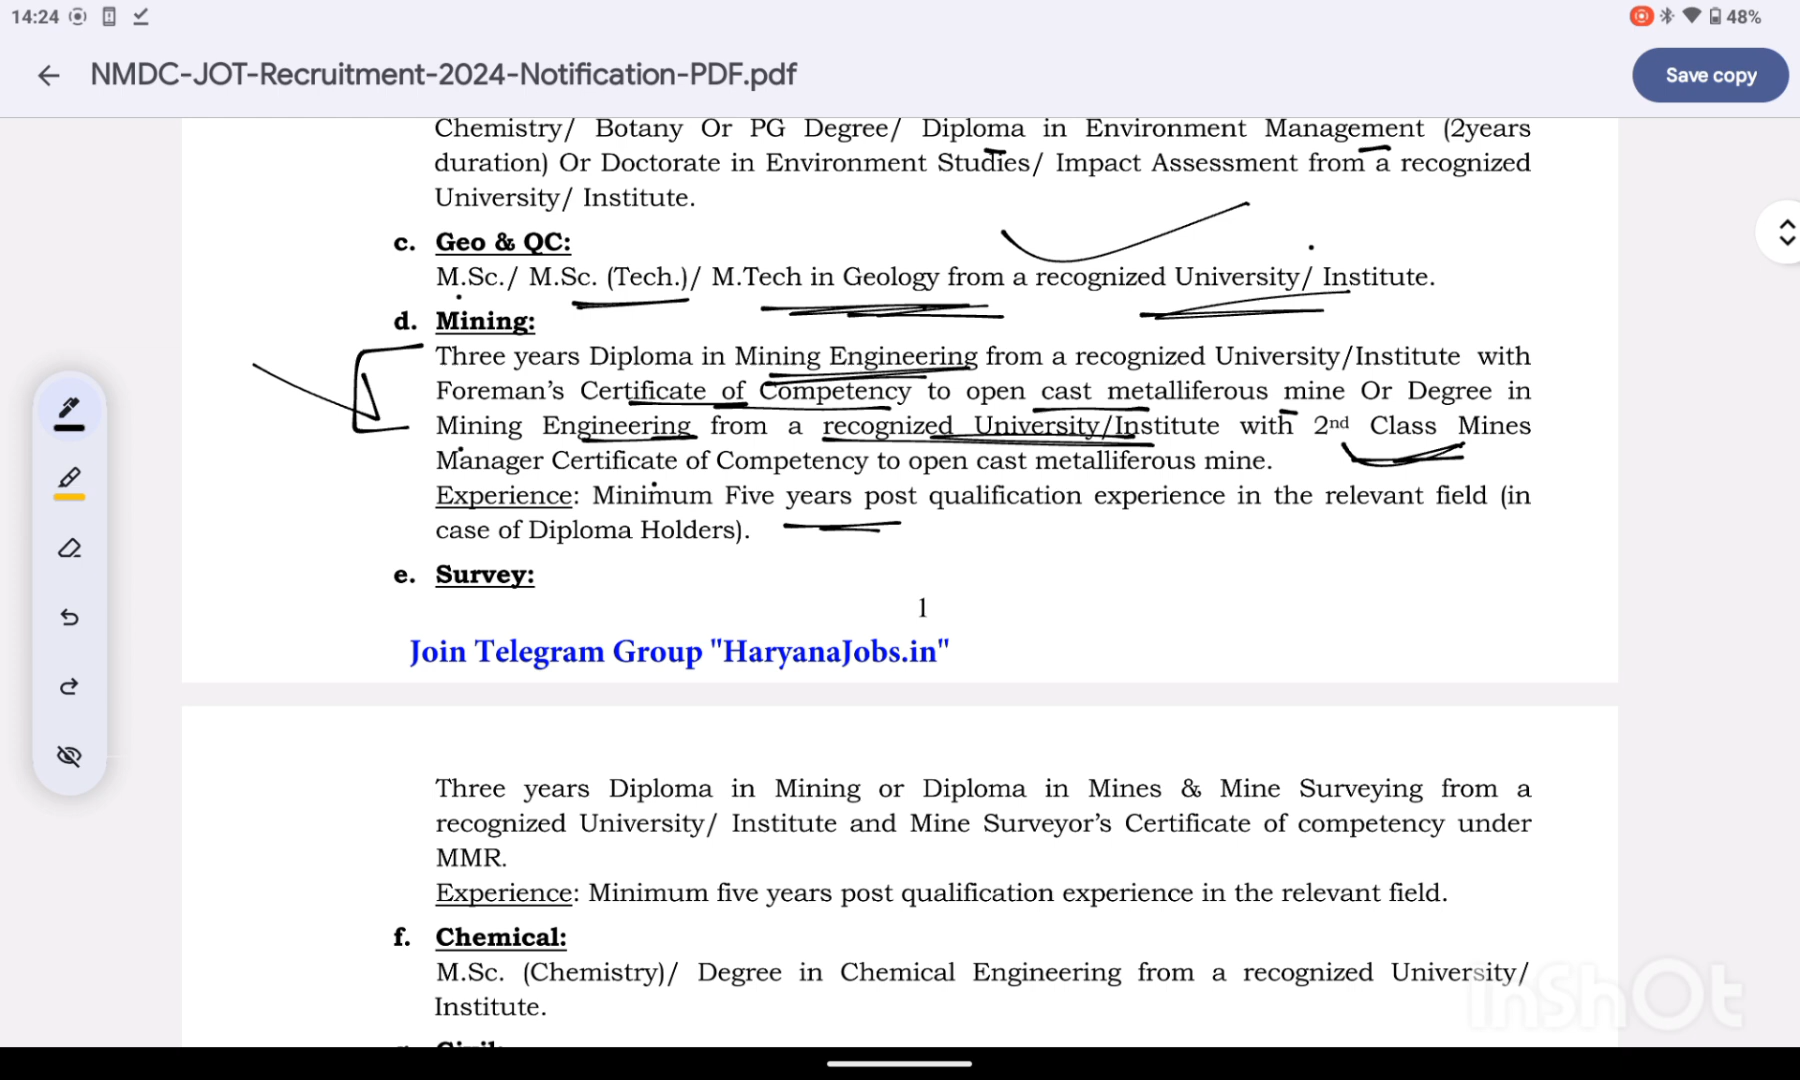 14:24
48%
NMDC-JOT-Recruitment-2024-Notification-PDF.pdf
Save copy
Chemistry/ Botany Or PG Degree/ Diploma in Environment Management (2years
duration) Or Doctorate in Environment Studies/ Impact Assessment from a recognized
University/ Institute.
c. Geo & QC:
M.Sc./ M.Sc. (Tech.)/ M.Tech in Geology from a recognized University/ Institute.
d. Mining:
Three years Diploma in Mining Engineering from a recognized University/Institute with
Foreman's Certificate of Competency to open cast metalliferous mine Or Degree in
Mining Engineering from a recognized University/Institute with 2nd Class Mines
Manager Certificate of Competency to open cast metalliferous mine.
Experience: Minimum Five years post qualification experience in the relevant field (in
case of Diploma Holders).
e. Survey:
1
Join Telegram Group "HaryanaJobs.in"
Three years Diploma in Mining or Diploma in Mines & Mine Surveying from a
recognized University/ Institute and Mine Surveyor's Certificate of competency under
MMR.
Experience: Minimum five years post qualification experience in the relevant field.
f. Chemical:
M.Sc. (Chemistry)/ Degree in Chemical Engineering from a recognized University/
Institute.
InShOt